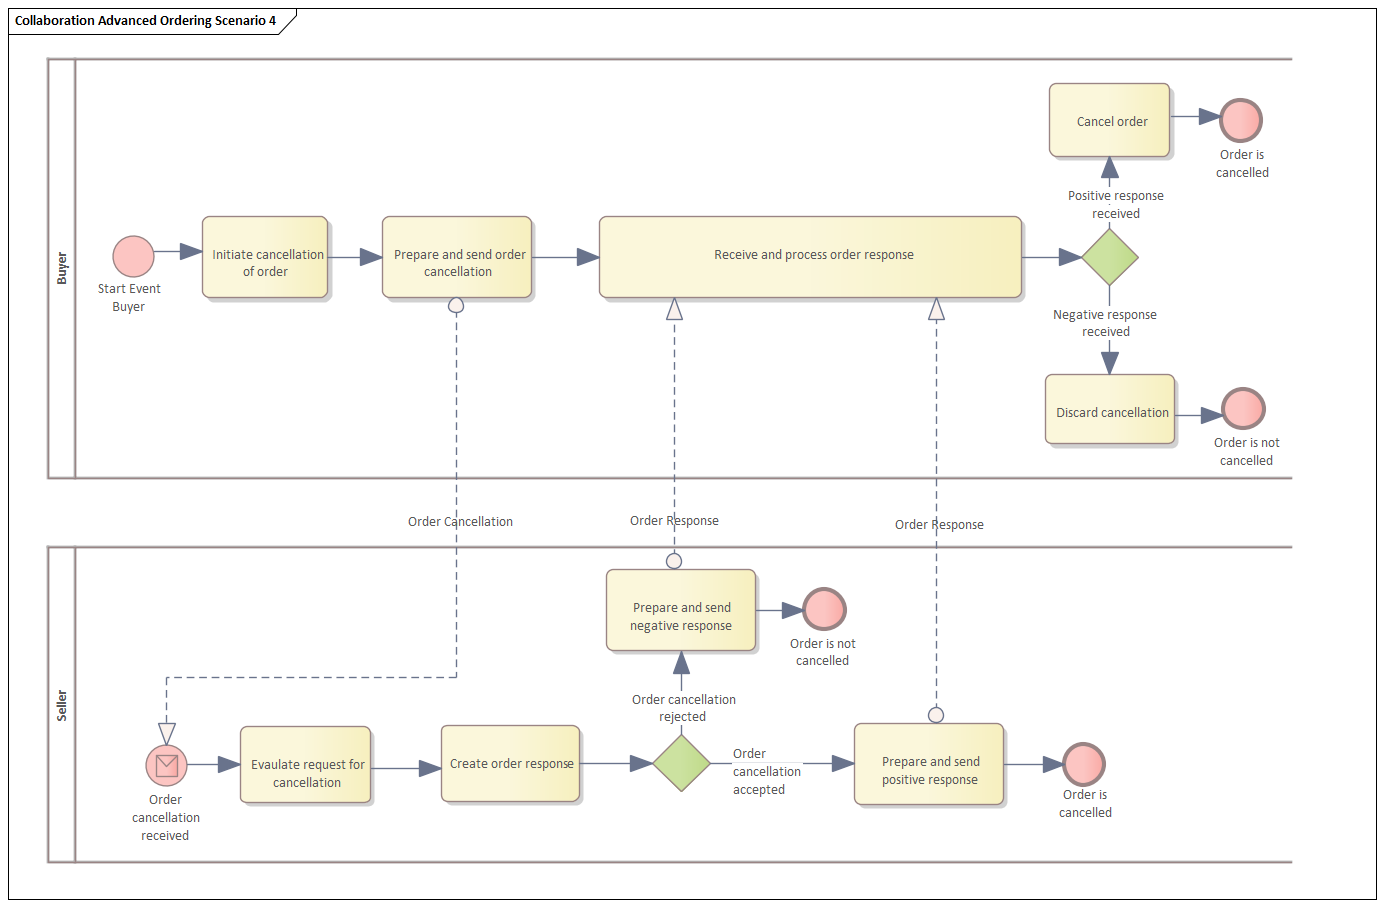 Collaboration Advanced Ordering Scenario 4
Buyer
Start Event
Buyer
Initiate cancellation
of order
Prepare and send order
cancellation
Receive and process order response
Cancel order
Order is
cancelled
Positive response
received
Negative response
received
Discard cancellation
Order is not
cancelled
Order Cancellation
Order Response
Order Response
Seller
Order
cancellation
received
Evaulate request for
cancellation
Create order response
Order cancellation
rejected
Prepare and send
negative response
Order is not
cancelled
Order
cancellation
accepted
Prepare and send
positive response
Order is
cancelled